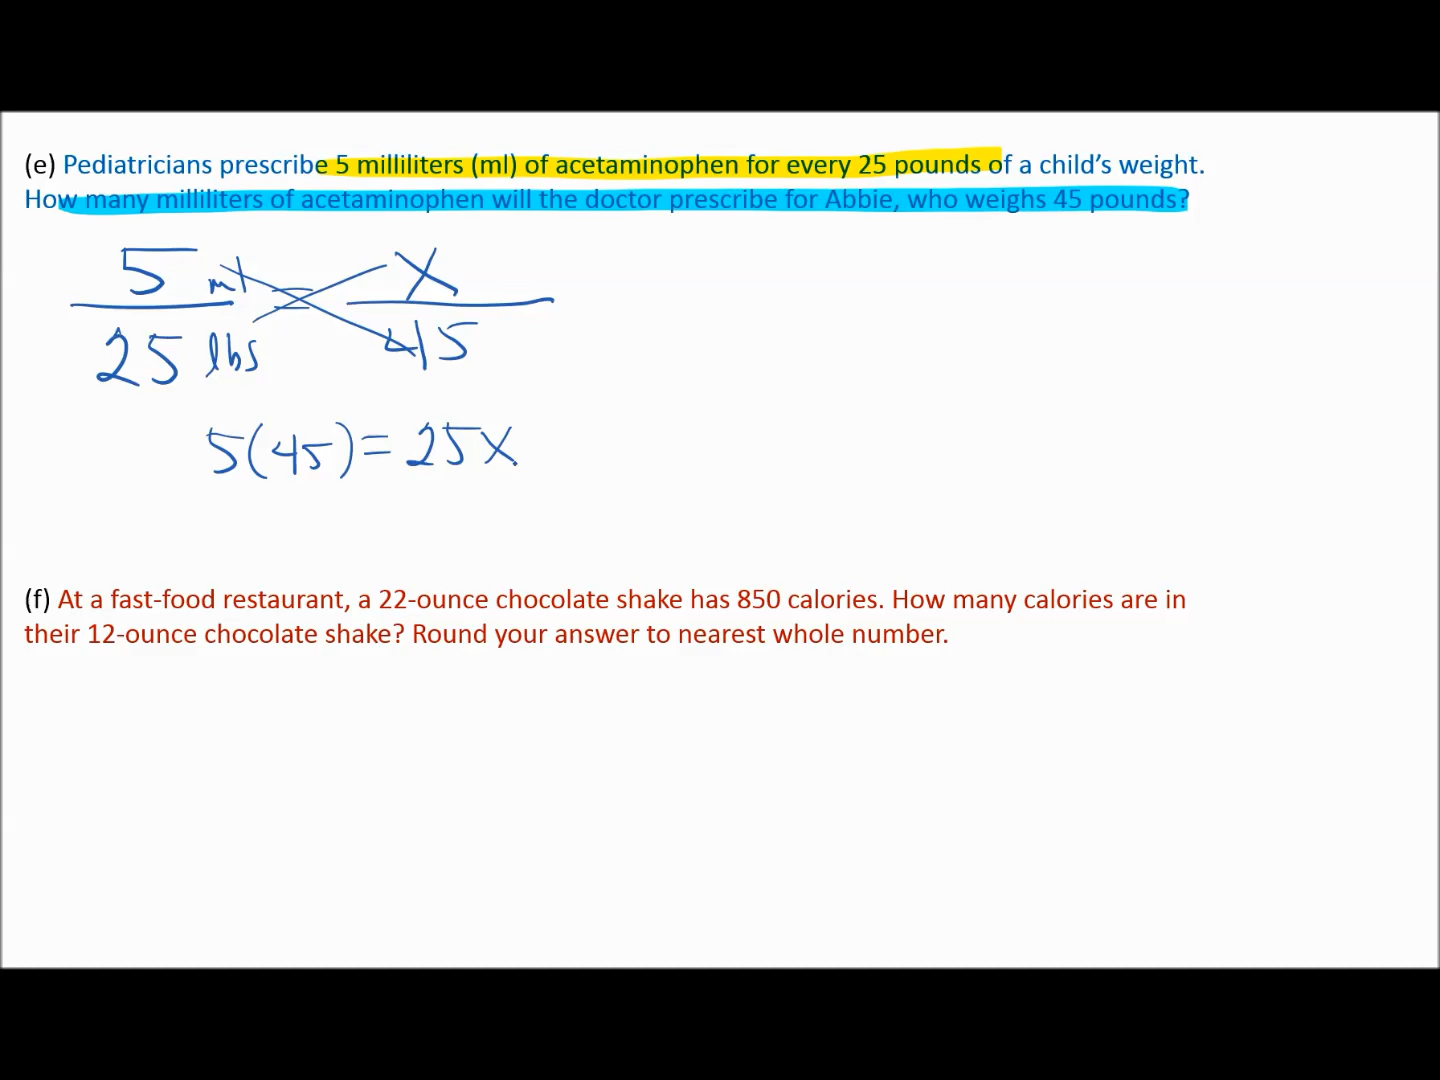 (e) Pediatricians prescribe 5 milliliters (ml) of acetaminophen for every 25 pounds of a child's weight.
How many milliliters of acetaminophen will the doctor prescribe for Abbie, who weighs 45 pounds?
5 ml = X
25 lbs 45
5(45) = 25X
(f) At a fast-food restaurant, a 22-ounce chocolate shake has 850 calories. How many calories are in
their 12-ounce chocolate shake? Round your answer to nearest whole number.